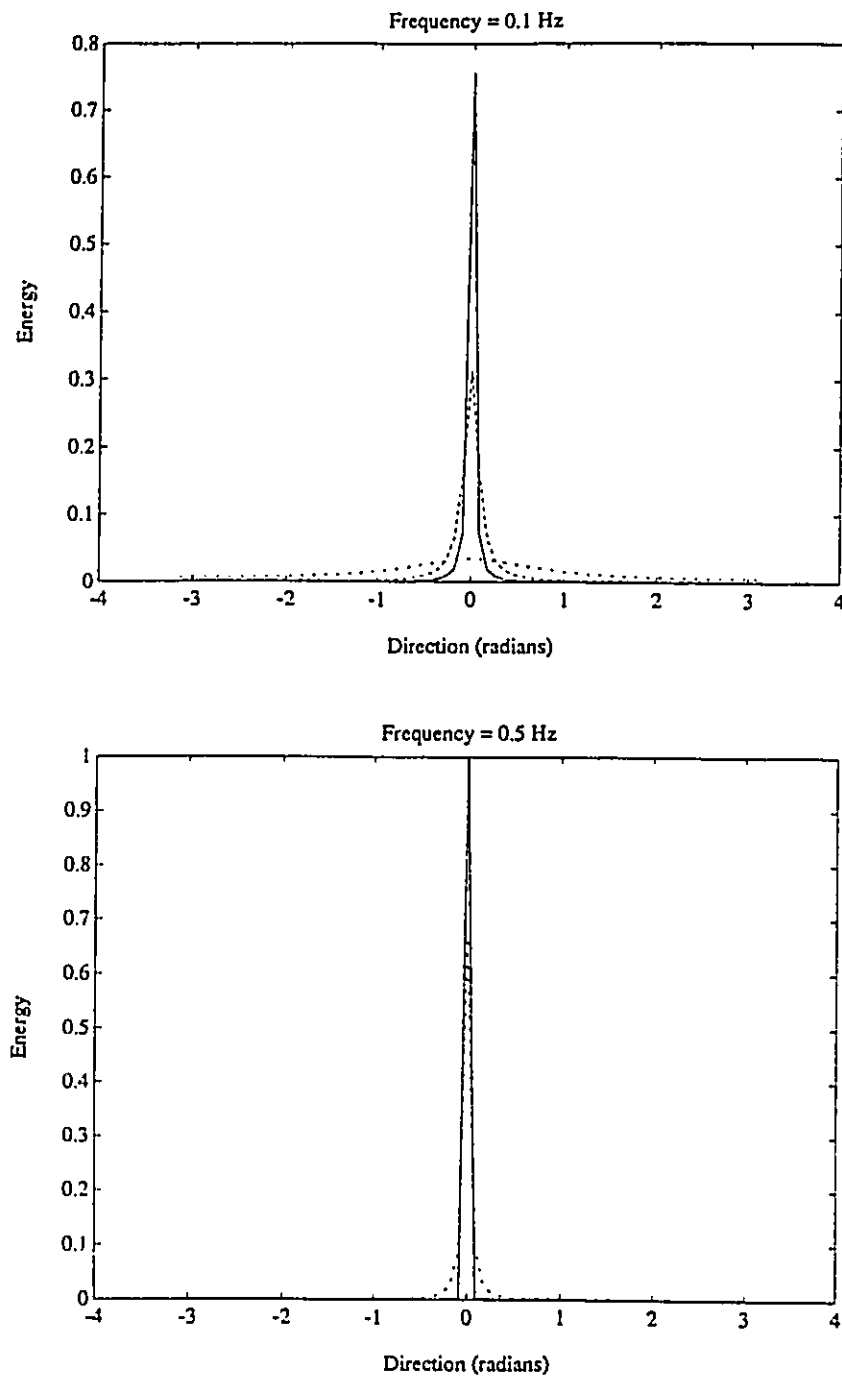 Frequency = 0.1 Hz
0.8
0.7
0.6
0.5
0.4
0.3
0.2
0.1
0
Energy
-4 -3 -2 -1 0 1 2 3 4
Direction (radians)
Frequency = 0.5 Hz
1
0.9
0.8
0.7
0.6
0.5
0.4
0.3
0.2
0.1
0
Energy
-4 -3 -2 -1 0 1 2 3 4
Direction (radians)